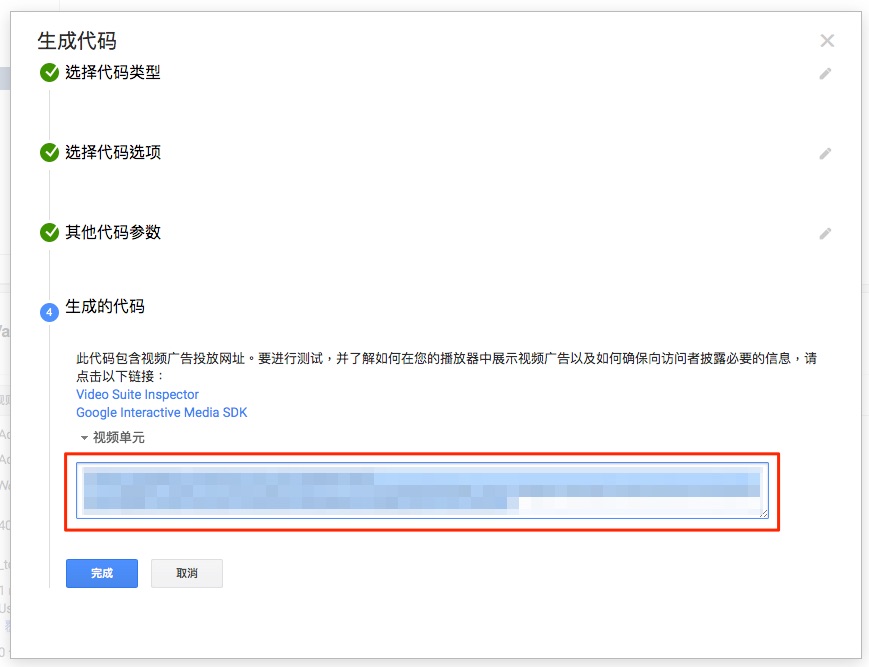 生成代码
选择代码类型
选择代码选项
其他代码参数
4
生成的代码
此代码包含视频广告投放网址。要进行测试，并了解如何在您的播放器中展示视频广告以及如何确保向访问者披露必要的信息，请
点击以下链接：
Video Suite Inspector
Google Interactive Media SDK
视频单元
完成
取消